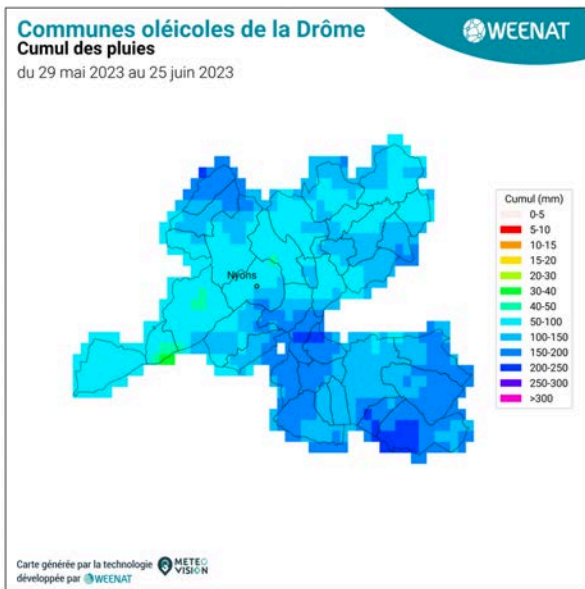 Communes oléicoles de la Drôme
Cumul des pluies
du 29 mai 2023 au 25 juin 2023
WEENAT
Nyons
Cumul (mm)
0-5
5-10
10-15
15-20
20-30
30-40
40-50
50-100
100-150
150-200
200-250
250-300
>300
Carte générée par la technologie METEO VISION
développée par WEENAT